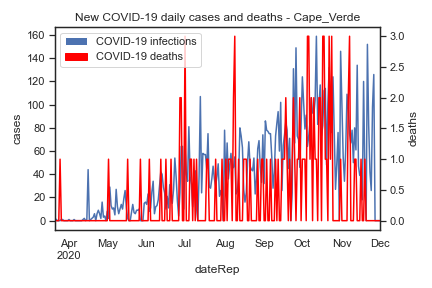 New COVID-19 daily cases and deaths - Cape_Verde
COVID-19 infections
COVID-19 deaths
160
140
120
100
80
60
40
20
0
cases
3.0
2.5
2.0
1.5
1.0
0.5
0.0
deaths
Apr May Jun Jul Aug Sep Oct Nov Dec
2020
dateRep